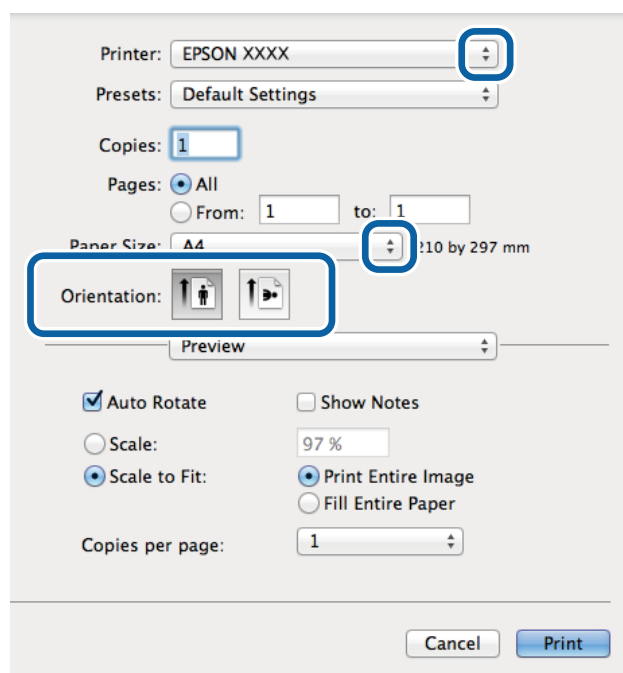 Printer: EPSON XXXX
Presets: Default Settings
Copies: 1
Pages: All
From: 1 to: 1
Paper Size: A4 210 by 297 mm
Orientation:
Preview
Auto Rotate Show Notes
Scale: 97 %
Scale to Fit: Print Entire Image
Fill Entire Paper
Copies per page: 1
Cancel Print